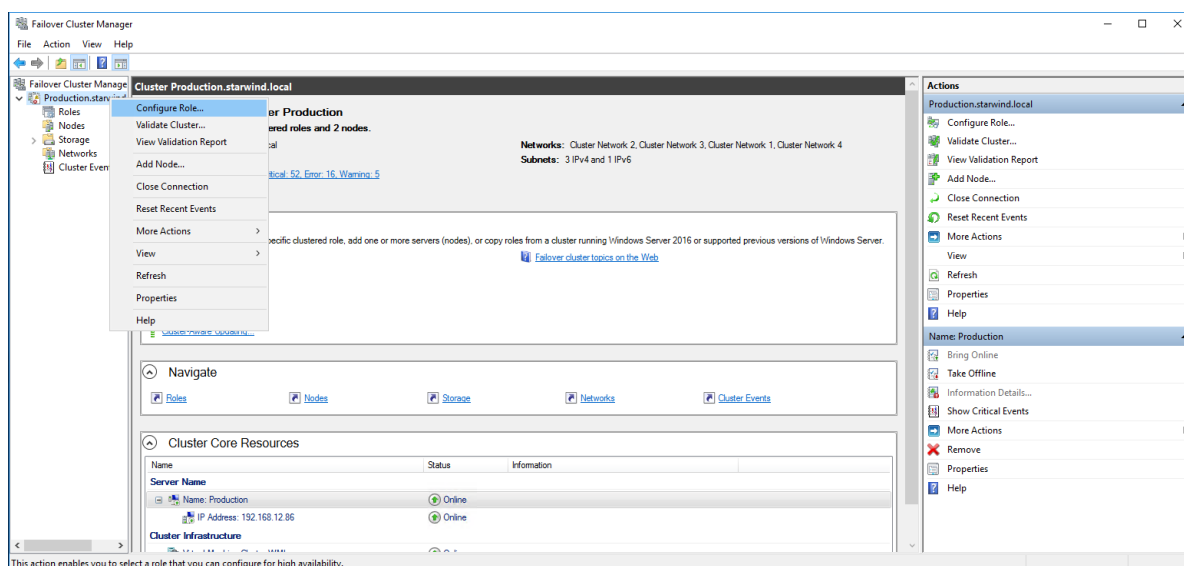 Failover Cluster Manager
File Action View Help
Failover Cluster Manage
Production.starwind
Roles
Nodes
Storage
Networks
Cluster Even
Configure Role...
Validate Cluster...
View Validation Report
Add Node...
Close Connection
Reset Recent Events
More Actions
View
Refresh
Properties
Help
Cluster Production.starwind.local
er Production
ered roles and 2 nodes.
cal
Networks: Cluster Network 2, Cluster Network 3, Cluster Network 1, Cluster Network 4
Subnets: 3 IPv4 and 1 IPv6
itical: 52, Error: 16, Warning: 5
pecific clustered role, add one or more servers (nodes), or copy roles from a cluster running Windows Server 2016 or supported previous versions of Windows Server.
Failover cluster topics on the Web
Cluster-Aware Updating...
Navigate
Roles Nodes Storage Networks Cluster Events
Cluster Core Resources
Name Status Information
Server Name
Name: Production Online
IP Address: 192.168.12.86 Online
Cluster Infrastructure
Actions
Production.starwind.local
Configure Role...
Validate Cluster...
View Validation Report
Add Node...
Close Connection
Reset Recent Events
More Actions
View
Refresh
Properties
Help
Name: Production
Bring Online
Take Offline
Information Details...
Show Critical Events
More Actions
Remove
Properties
Help
This action enables you to select a role that you can configure for high availability.